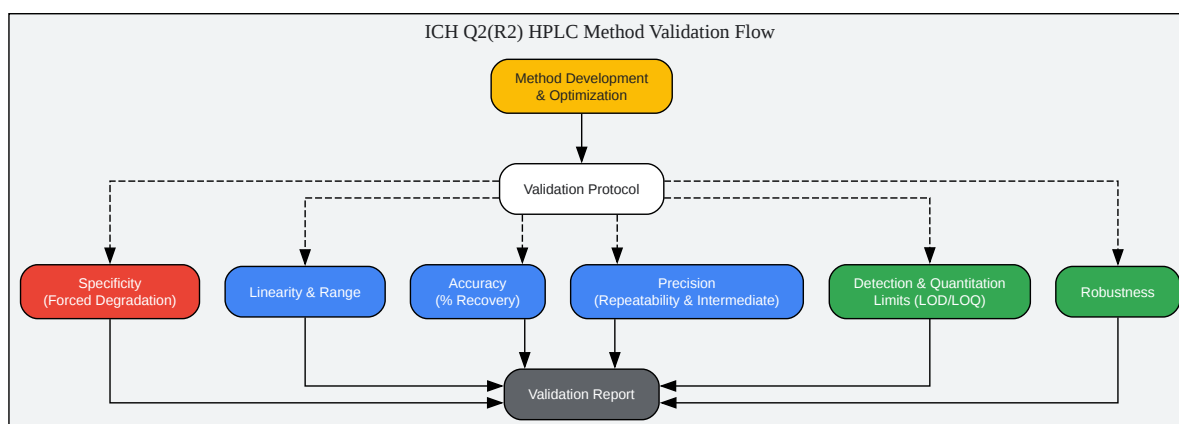 ICH Q2(R2) HPLC Method Validation Flow
Method Development
& Optimization
Validation Protocol
Specificity
(Forced Degradation)
Linearity & Range
Accuracy
(% Recovery)
Precision
(Repeatability & Intermediate)
Detection & Quantitation
Limits (LOD/LOQ)
Robustness
Validation Report